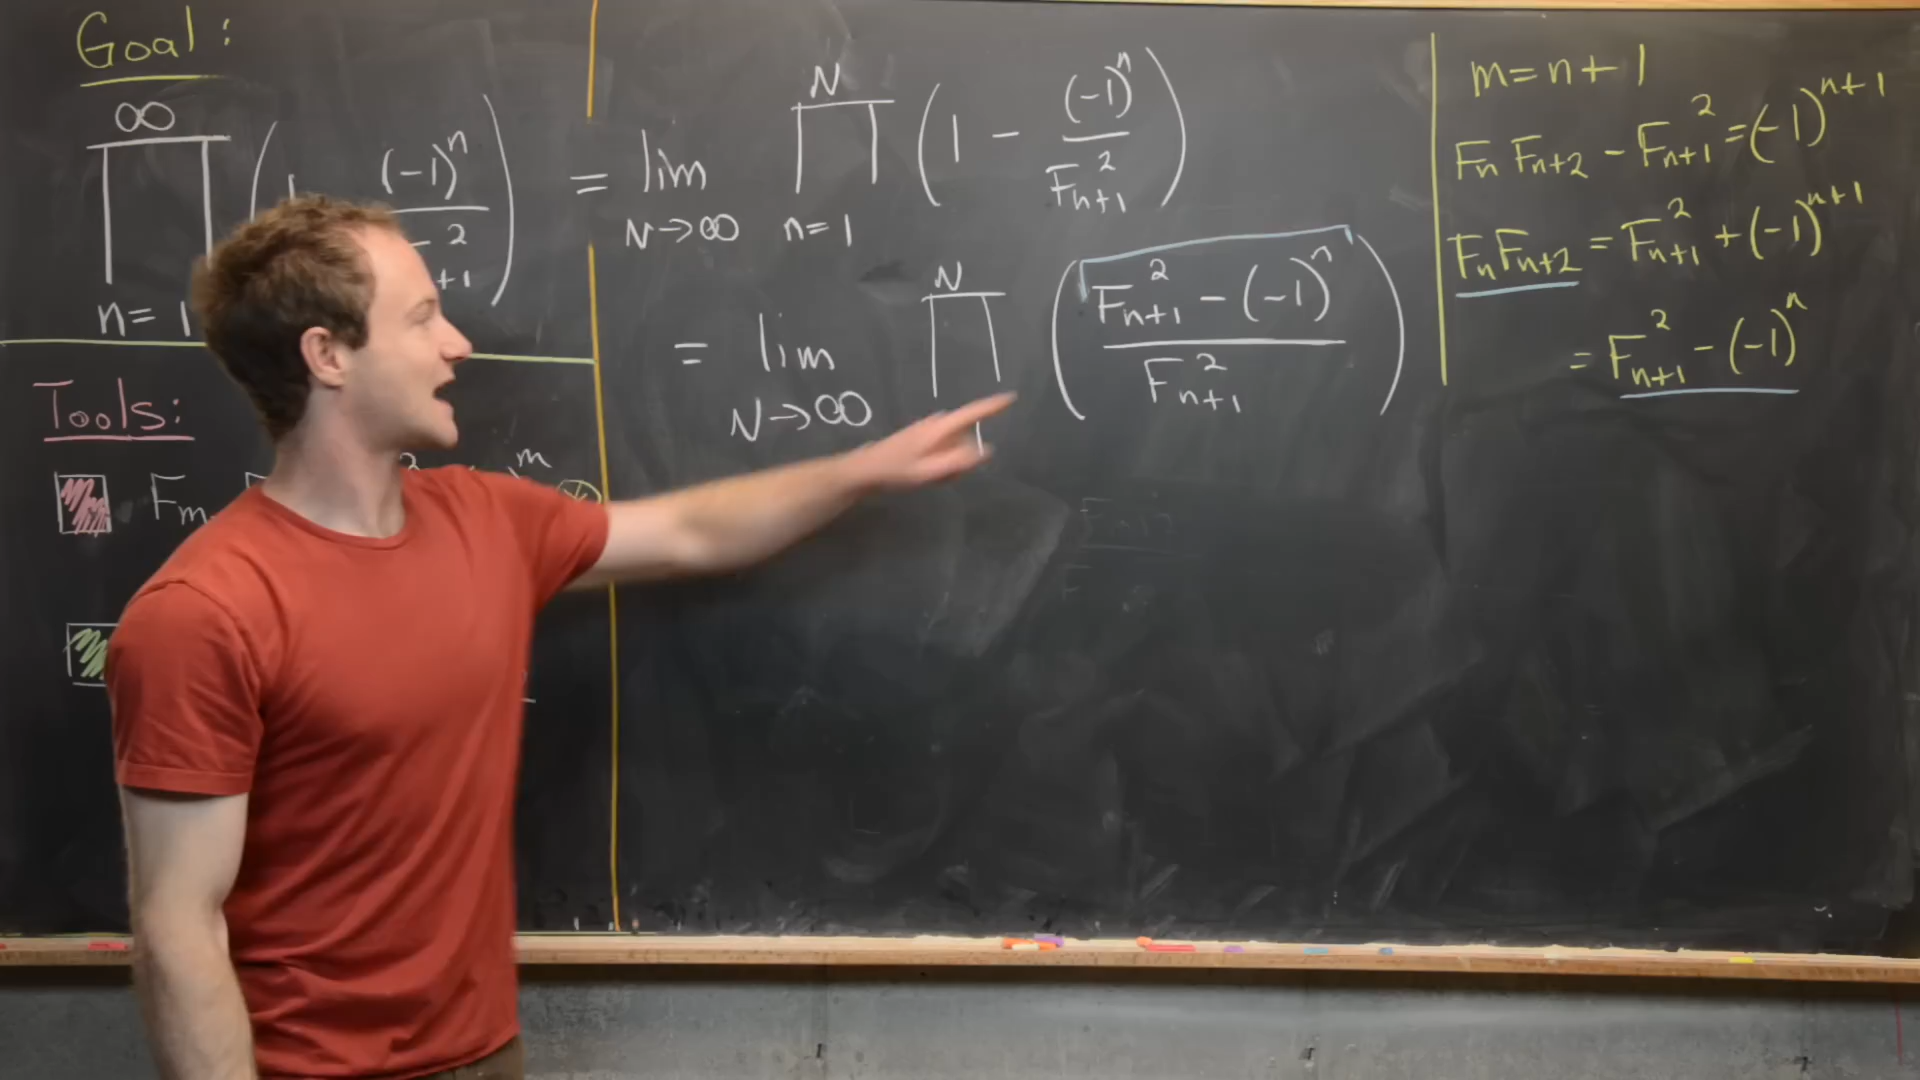 Goal:
∞
∏ ( 1 (-1)^n / 2 +1 )
n=1
Tools:
F_m 2 m
= lim N→∞ ∏ n=1 N ( 1 - (-1)^n / F_{n+1}^2 )
= lim N→∞ ∏ N ( F_{n+1}^2 - (-1)^n / F_{n+1}^2 )
m=n+1
F_n F_{n+2} - F_{n+1}^2 = (-1)^{n+1}
F_n F_{n+2} = F_{n+1}^2 + (-1)^{n+1}
= F_{n+1}^2 - (-1)^n